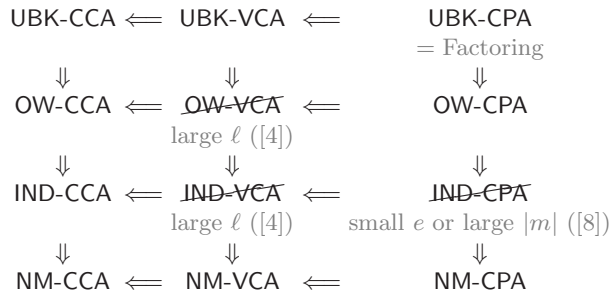 UBK-CCA ⇐ UBK-VCA ⇐ UBK-CPA
= Factoring
⇓ ⇓ ⇓
OW-CCA ⇐ OW-VCA ⇐ OW-CPA
large ℓ ([4])
⇓ ⇓ ⇓
IND-CCA ⇐ IND-VCA ⇐ IND-CPA
large ℓ ([4]) small e or large |m| ([8])
⇓ ⇓ ⇓
NM-CCA ⇐ NM-VCA ⇐ NM-CPA